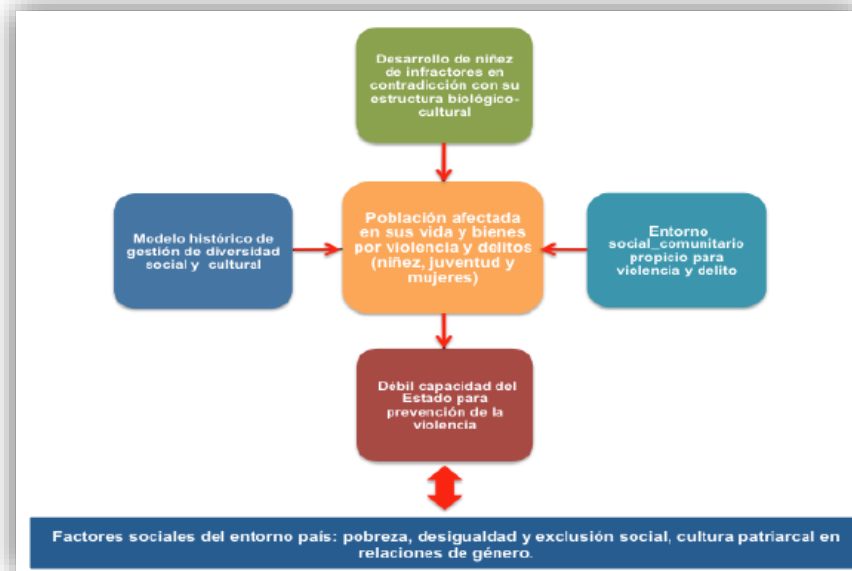 Desarrollo de niñez
de infractores en
contradicción con su
estructura biológico-
cultural
Modelo histórico de
gestión de diversidad
social y cultural
Población afectada
en sus vida y bienes
por violencia y delitos
(niñez, juventud y
mujeres)
Entorno
social_comunitario
propicio para
violencia y delito
Débil capacidad del
Estado para
prevención de la
violencia
Factores sociales del entorno país: pobreza, desigualdad y exclusión social, cultura patriarcal en
relaciones de género.